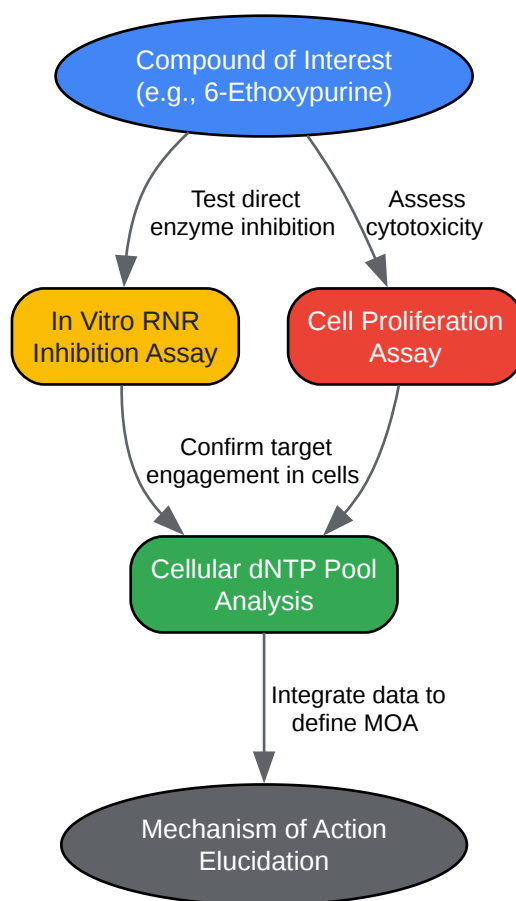 Compound of Interest
(e.g., 6-Ethoxypurine)
Test direct
enzyme inhibition
Assess
cytotoxicity
In Vitro RNR
Inhibition Assay
Cell Proliferation
Assay
Confirm target
engagement in cells
Cellular dNTP Pool
Analysis
Integrate data to
define MOA
Mechanism of Action
Elucidation